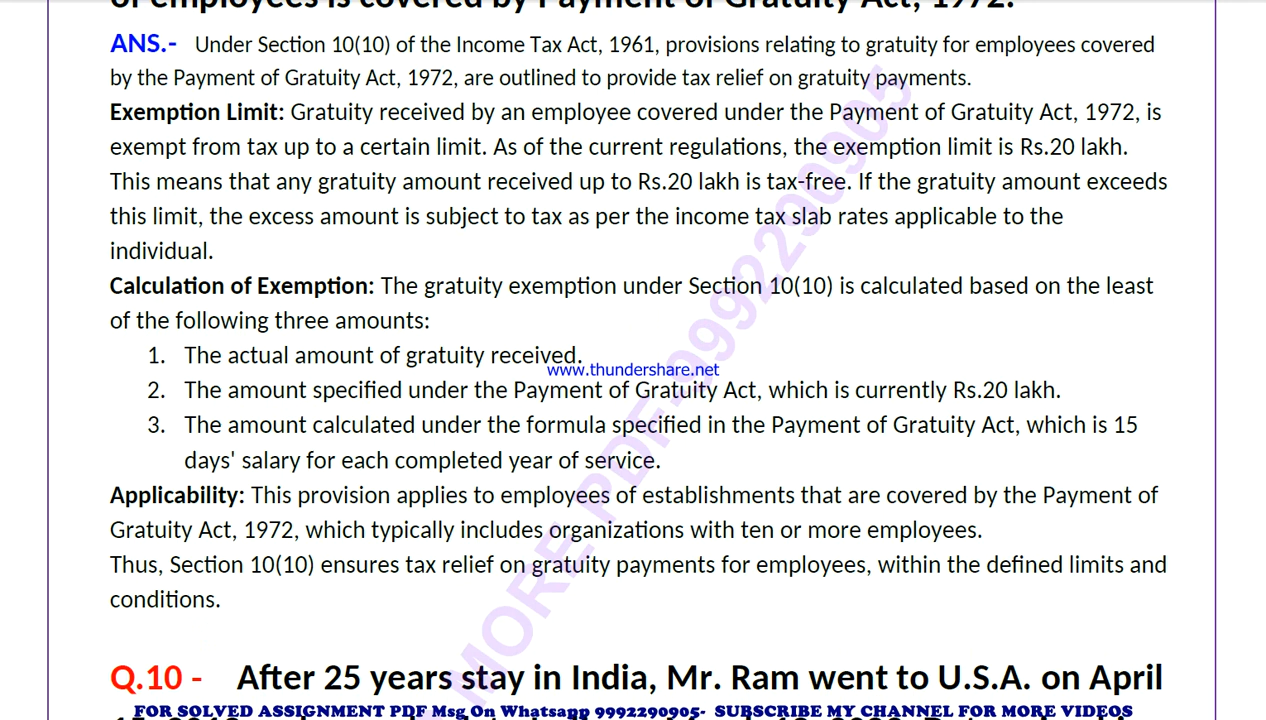 of employees is covered by Payment of Gratuity Act, 1972.
ANS.- Under Section 10(10) of the Income Tax Act, 1961, provisions relating to gratuity for employees covered
by the Payment of Gratuity Act, 1972, are outlined to provide tax relief on gratuity payments.
Exemption Limit: Gratuity received by an employee covered under the Payment of Gratuity Act, 1972, is
exempt from tax up to a certain limit. As of the current regulations, the exemption limit is Rs.20 lakh.
This means that any gratuity amount received up to Rs.20 lakh is tax-free. If the gratuity amount exceeds
this limit, the excess amount is subject to tax as per the income tax slab rates applicable to the
individual.
Calculation of Exemption: The gratuity exemption under Section 10(10) is calculated based on the least
of the following three amounts:
1. The actual amount of gratuity received.
www.thundershare.net
2. The amount specified under the Payment of Gratuity Act, which is currently Rs.20 lakh.
3. The amount calculated under the formula specified in the Payment of Gratuity Act, which is 15
days' salary for each completed year of service.
Applicability: This provision applies to employees of establishments that are covered by the Payment of
Gratuity Act, 1972, which typically includes organizations with ten or more employees.
Thus, Section 10(10) ensures tax relief on gratuity payments for employees, within the defined limits and
conditions.
MORE PDF-9992290905
Q.10 - After 25 years stay in India, Mr. Ram went to U.S.A. on April
FOR SOLVED ASSIGNMENT PDF Msg On Whatsapp 9992290905- SUBSCRIBE MY CHANNEL FOR MORE VIDEOS